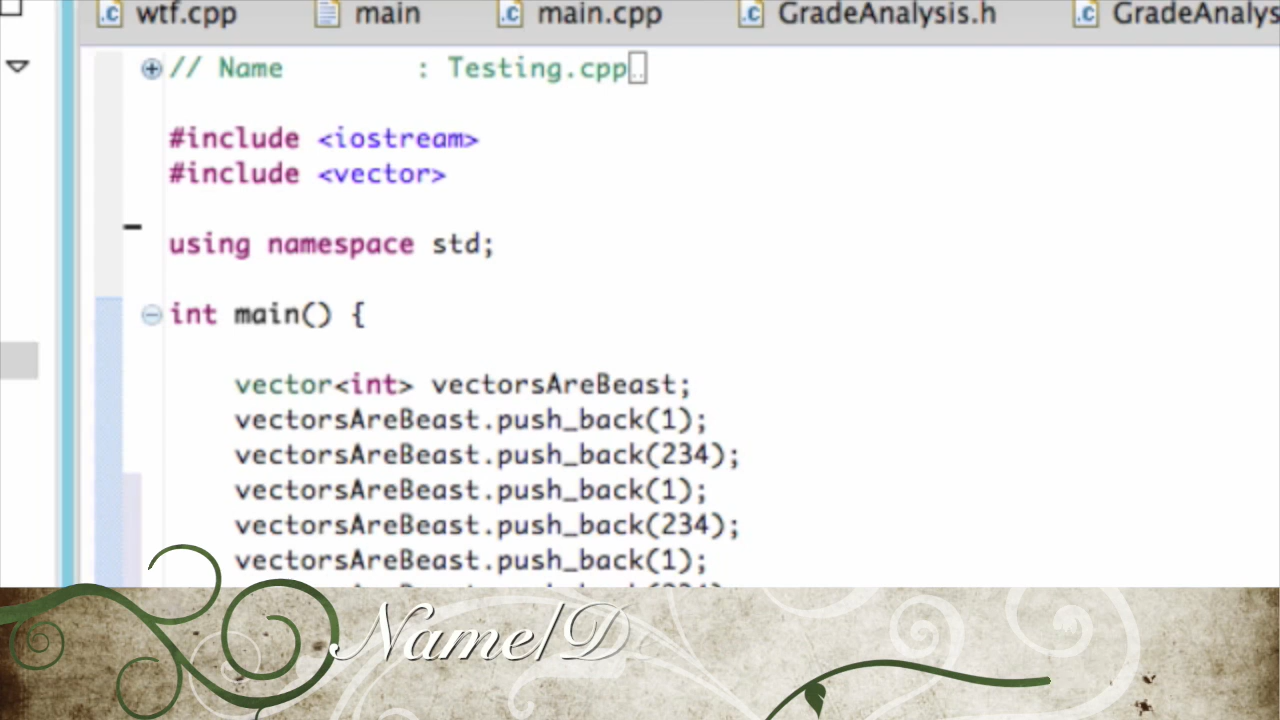 wtf.cpp main main.cpp GradeAnalysis.h GradeAnalys
// Name : Testing.cpp
#include <iostream>
#include <vector>
using namespace std;
int main() {
vector<int> vectorsAreBeast;
vectorsAreBeast.push_back(1);
vectorsAreBeast.push_back(234);
vectorsAreBeast.push_back(1);
vectorsAreBeast.push_back(234);
vectorsAreBeast.push_back(1);
Name/D